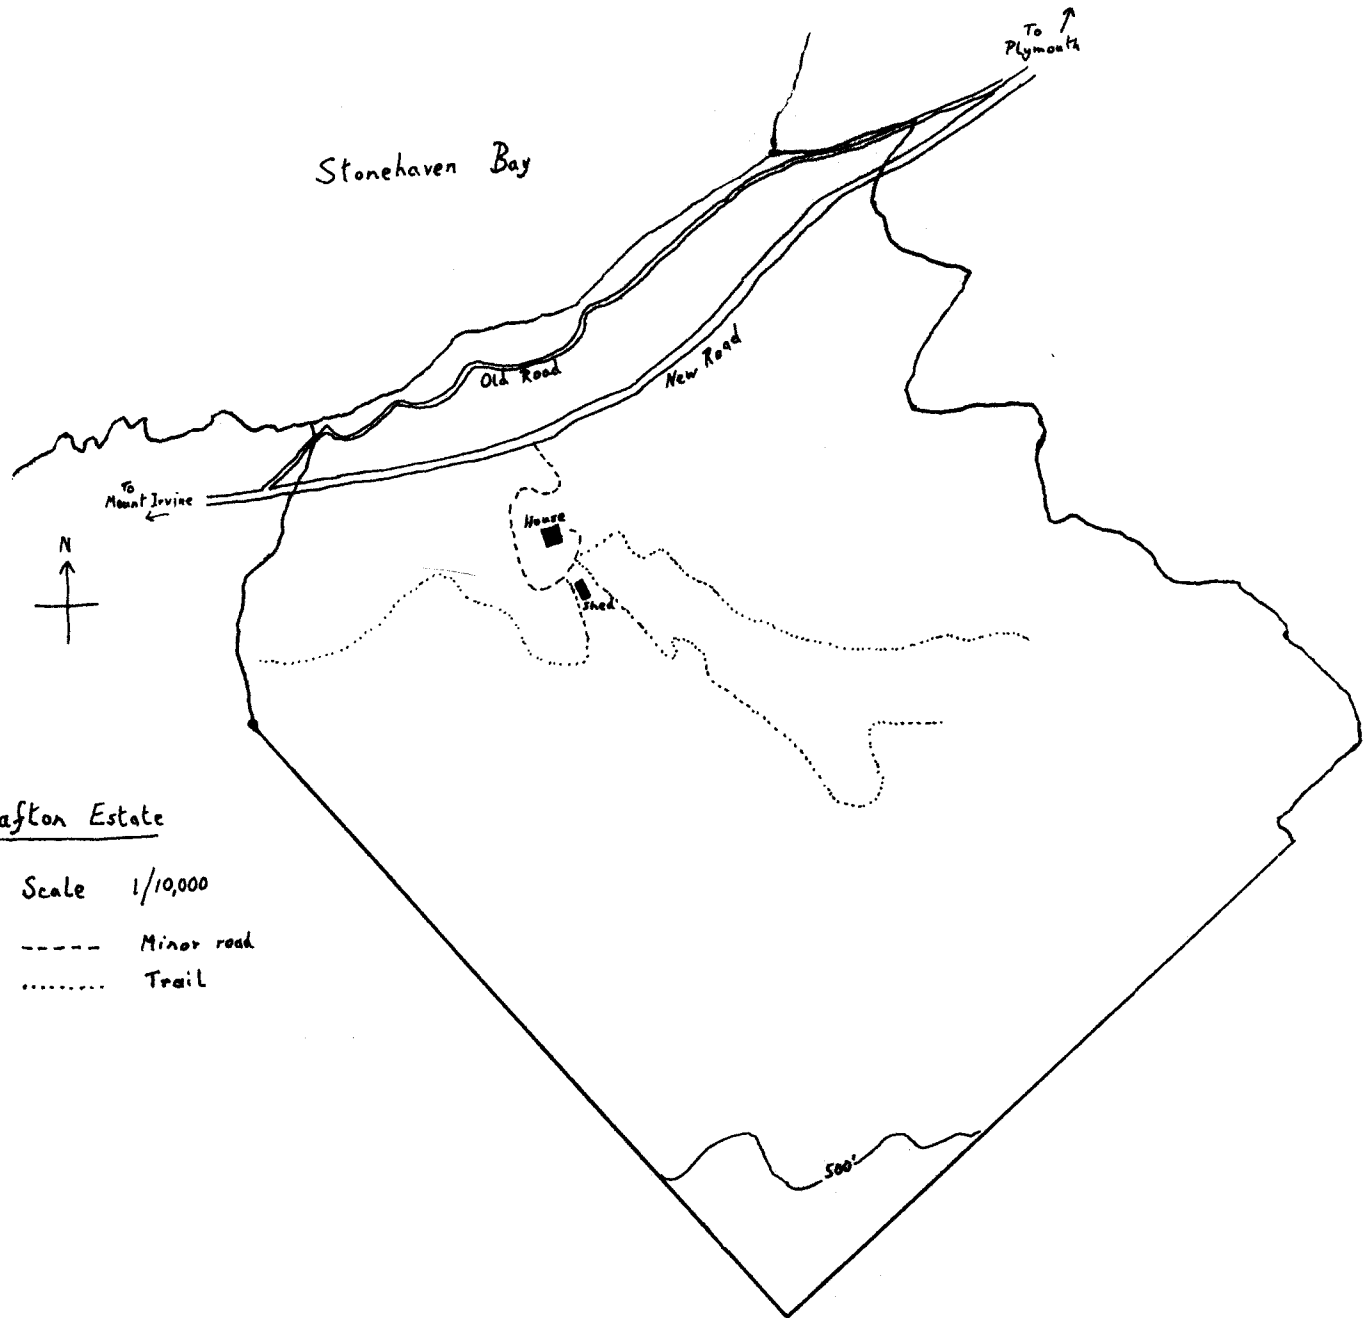 To
Plymouth
Stonehaven Bay
Old Road
New Road
To
Mount Irvine
N
House
Shed
afton Estate
Scale 1/10,000
Minor road
Trail
500'